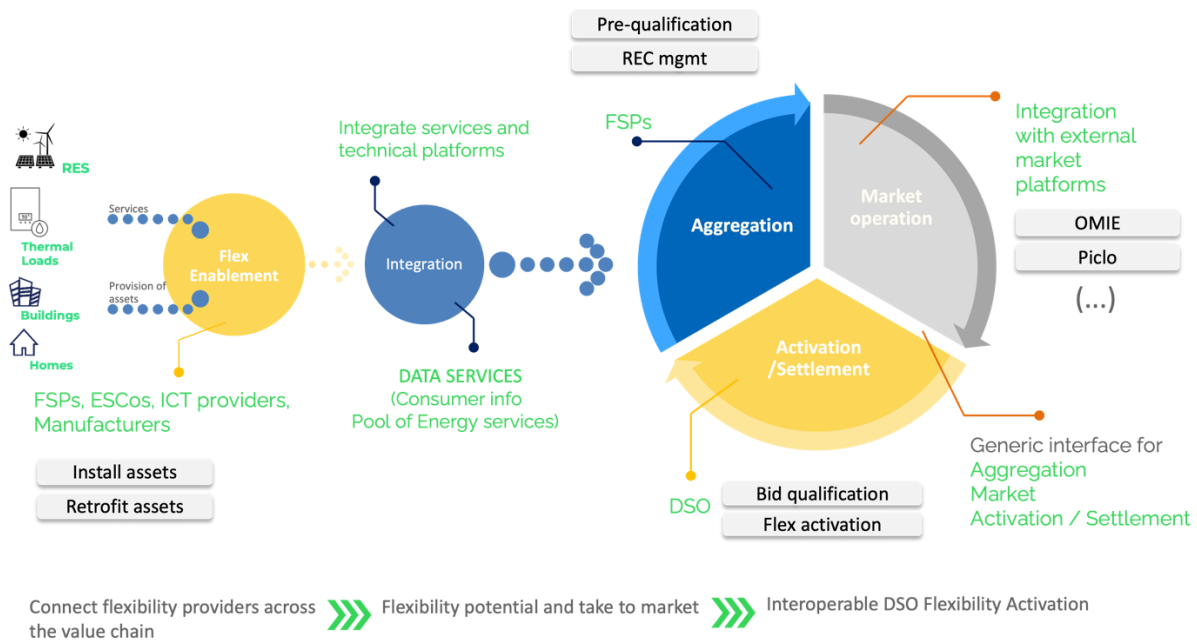 Pre-qualification
REC mgmt
RES
Thermal
Loads
Buildings
Homes
Services
Provision of
assets
Flex
Enablement
FSPs, ESCos, ICT providers,
Manufacturers
Install assets
Retrofit assets
Integrate services and
technical platforms
Integration
DATA SERVICES
(Consumer info
Pool of Energy services)
FSPs
Aggregation
Market
operation
Activation
/Settlement
Integration
with external
market
platforms
OMIE
Piclo
(...)
DSO
Bid qualification
Flex activation
Generic interface for
Aggregation
Market
Activation / Settlement
Connect flexibility providers across
the value chain
Flexibility potential and take to market
Interoperable DSO Flexibility Activation